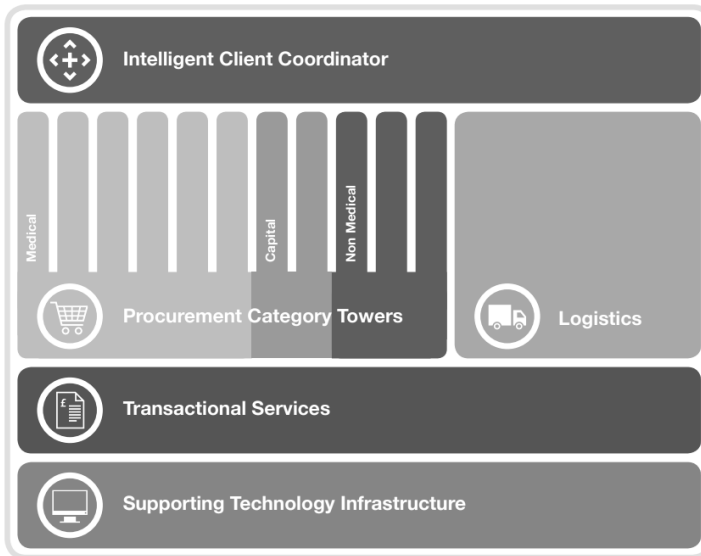 Intelligent Client Coordinator
Medical
Capital
Non Medical
Procurement Category Towers
Logistics
£
Transactional Services
Supporting Technology Infrastructure